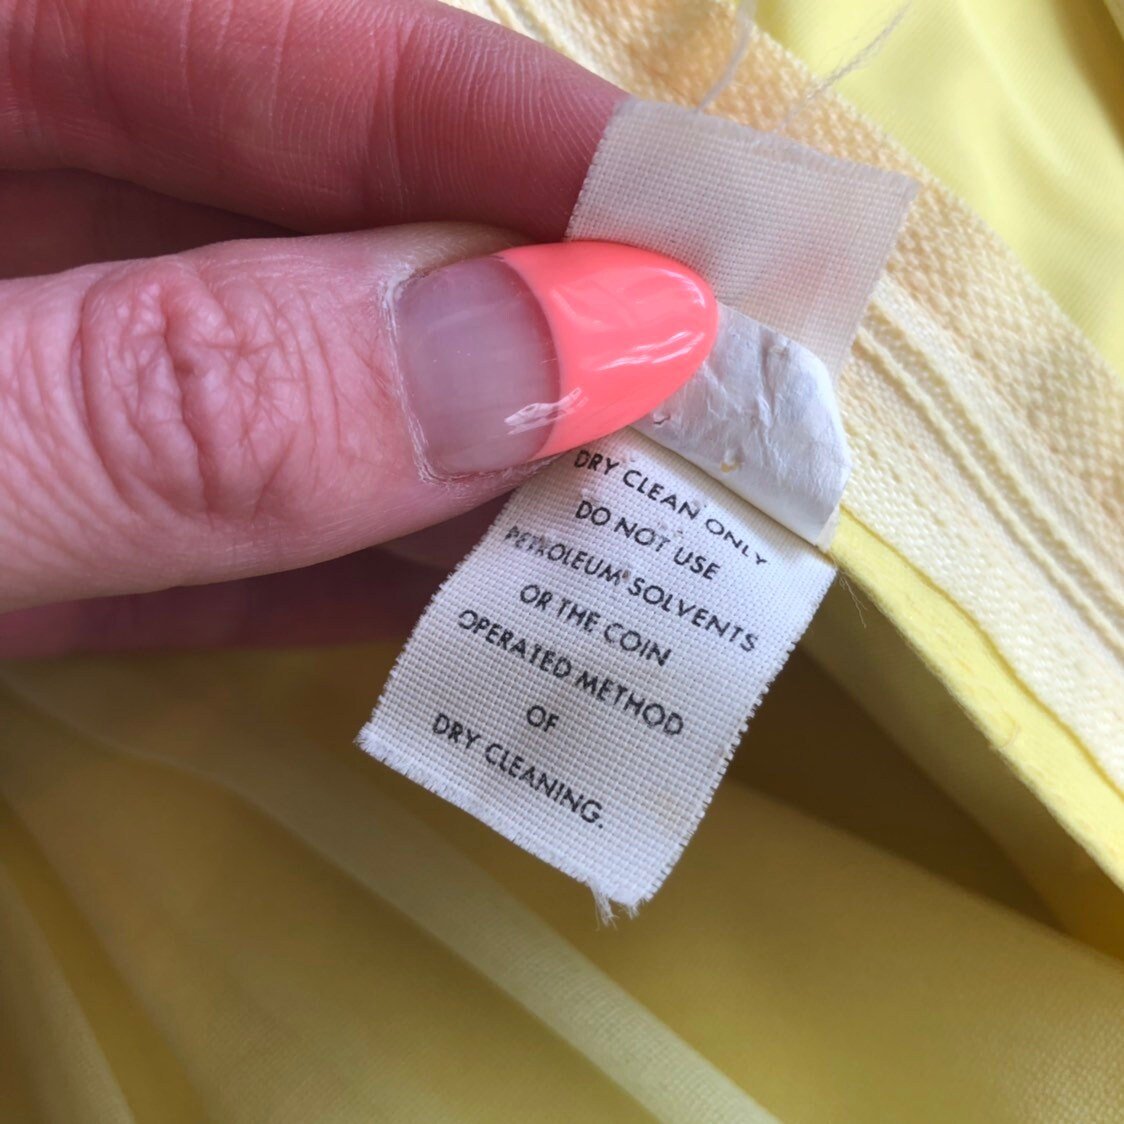 DRY CLEAN ONLY
DO NOT USE
PETROLEUM SOLVENTS
OR THE COIN
OPERATED METHOD
OF
DRY CLEANING.